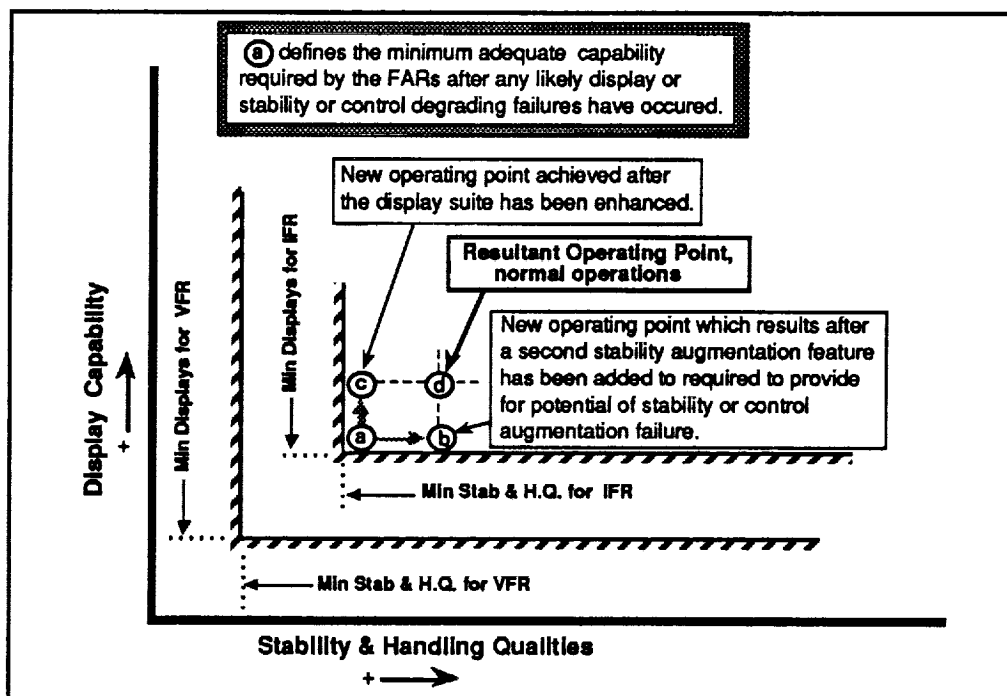 ⓐ defines the minimum adequate capability
required by the FARs after any likely display or
stability or control degrading failures have occured.
New operating point achieved after
the display suite has been enhanced.
Resultant Operating Point,
normal operations
New operating point which results after
a second stability augmentation feature
has been added to required to provide
for potential of stability or control
augmentation failure.
Display Capability
+
Min Displays for VFR
Min Displays for IFR
c
d
a
b
Min Stab & H.Q. for IFR
Min Stab & H.Q. for VFR
Stability & Handling Qualities
+